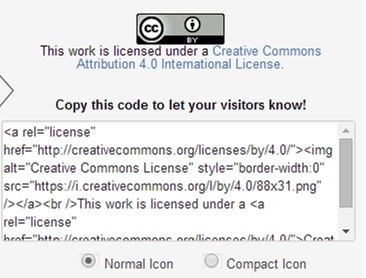 cc
BY
This work is licensed under a Creative Commons
Attribution 4.0 International License.
Copy this code to let your visitors know!
<a rel="license"
href="http://creativecommons.org/licenses/by/4.0/"><img
alt="Creative Commons License" style="border-width:0"
src="https://i.creativecommons.org/l/by/4.0/88x31.png"
/></a><br />This work is licensed under a <a
rel="license"
href="http://creativecommons.org/licenses/by/4.0/">Creat
Normal Icon
Compact Icon